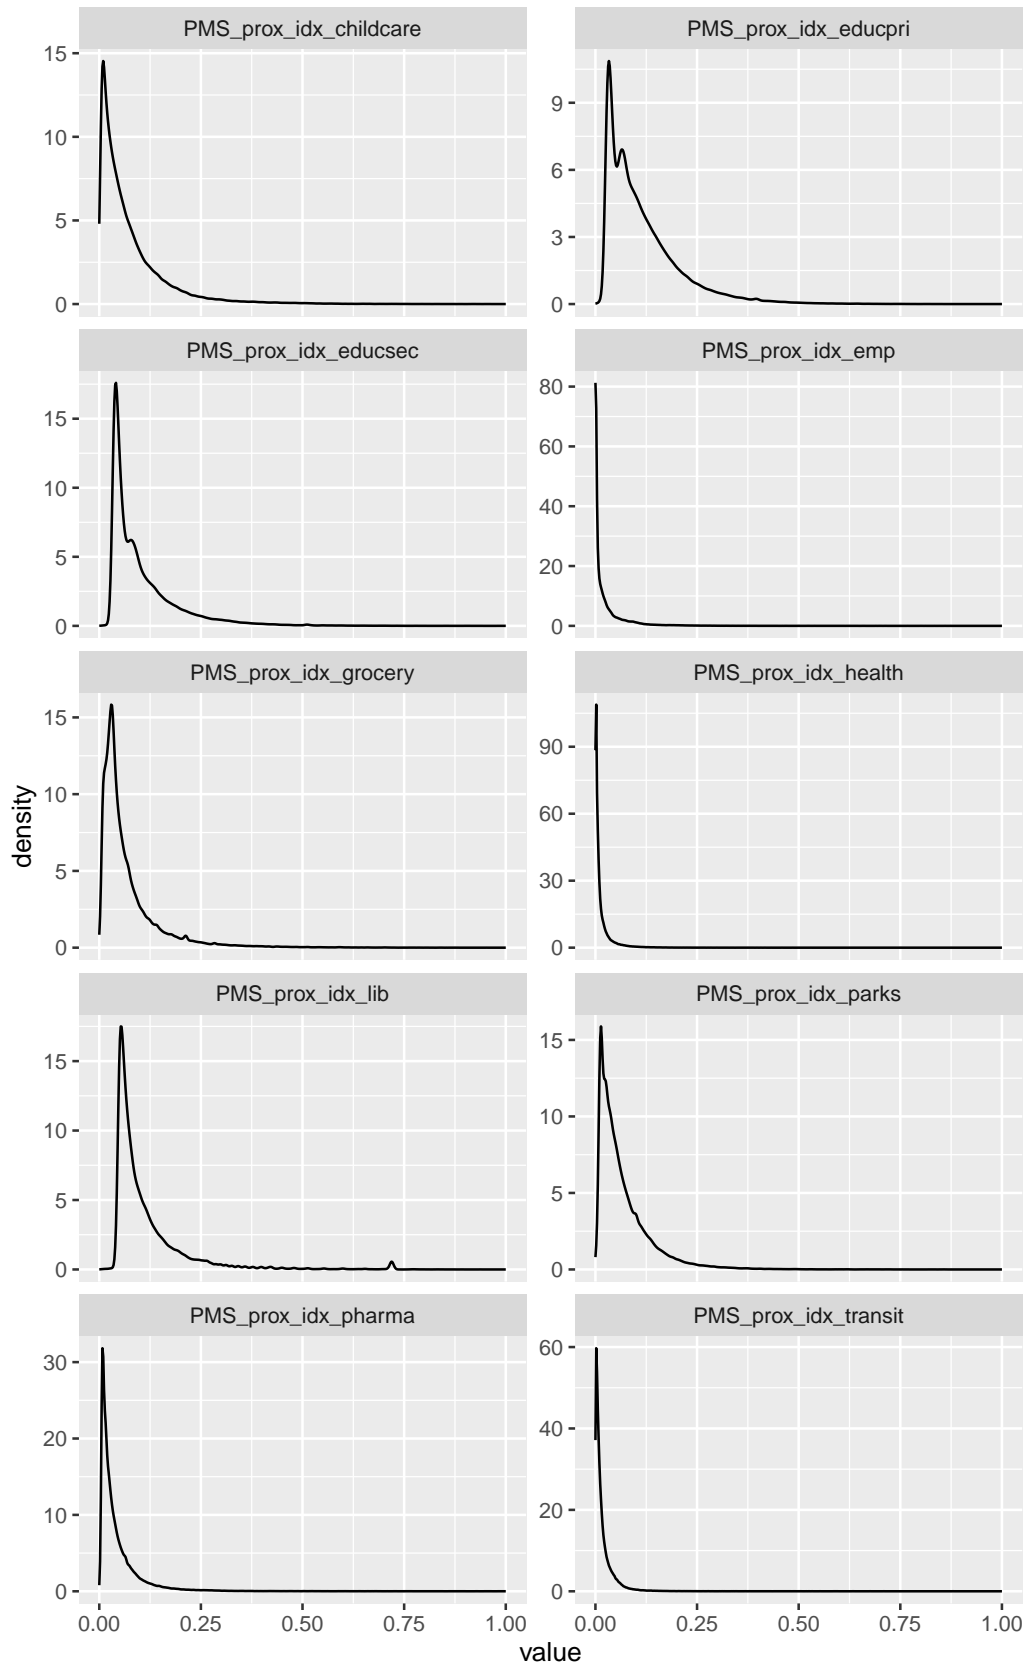 PMS_prox_idx_childcare
PMS_prox_idx_educpri
15
10
5
0
9
6
3
0
PMS_prox_idx_educsec
PMS_prox_idx_emp
15
10
5
0
80
60
40
20
0
PMS_prox_idx_grocery
PMS_prox_idx_health
15
10
5
0
90
60
30
0
density
PMS_prox_idx_lib
PMS_prox_idx_parks
15
10
5
0
15
10
5
0
PMS_prox_idx_pharma
PMS_prox_idx_transit
30
20
10
0
60
40
20
0
0.00 0.25 0.50 0.75 1.00
0.00 0.25 0.50 0.75 1.00
value